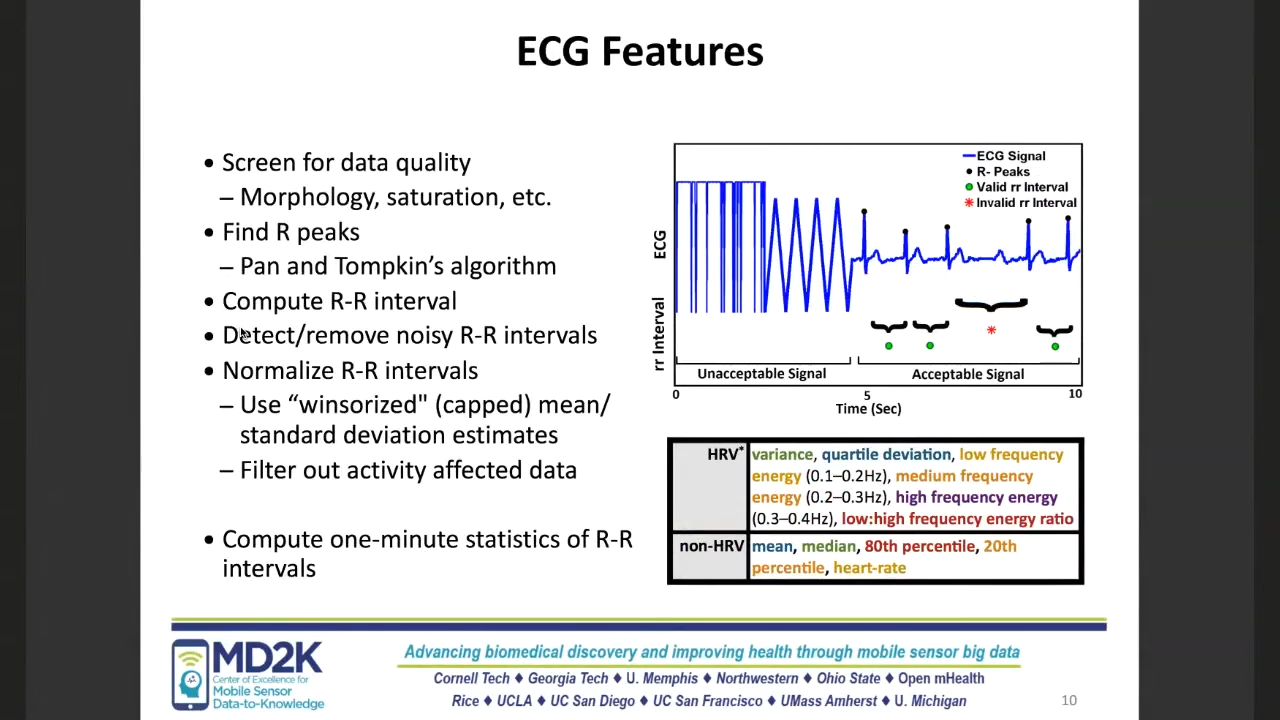 ECG Features
• Screen for data quality
– Morphology, saturation, etc.
• Find R peaks
– Pan and Tompkin’s algorithm
• Compute R-R interval
• Detect/remove noisy R-R intervals
• Normalize R-R intervals
– Use “winsorized" (capped) mean/
standard deviation estimates
– Filter out activity affected data
• Compute one-minute statistics of R-R
intervals
ECG Signal
R- Peaks
Valid rr Interval
Invalid rr Interval
ECG
rr Interval
Unacceptable Signal
Acceptable Signal
0
5
10
Time (Sec)
HRV* variance, quartile deviation, low frequency
energy (0.1–0.2Hz), medium frequency
energy (0.2–0.3Hz), high frequency energy
(0.3–0.4Hz), low:high frequency energy ratio
non-HRV mean, median, 80th percentile, 20th
percentile, heart-rate
MD2K
Center of Excellence for
Mobile Sensor
Data-to-Knowledge
Advancing biomedical discovery and improving health through mobile sensor big data
Cornell Tech ♦ Georgia Tech ♦ U. Memphis ♦ Northwestern ♦ Ohio State ♦ Open mHealth
Rice ♦ UCLA ♦ UC San Diego ♦ UC San Francisco ♦ UMass Amherst ♦ U. Michigan
10